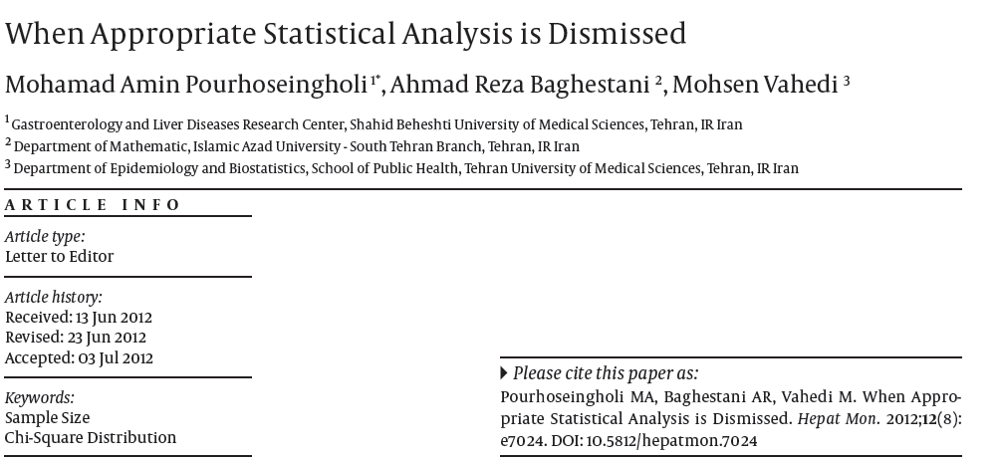 When Appropriate Statistical Analysis is Dismissed
Mohamad Amin Pourhoseingholi 1*, Ahmad Reza Baghestani 2, Mohsen Vahedi 3
1 Gastroenterology and Liver Diseases Research Center, Shahid Beheshti University of Medical Sciences, Tehran, IR Iran
2 Department of Mathematic, Islamic Azad University - South Tehran Branch, Tehran, IR Iran
3 Department of Epidemiology and Biostatistics, School of Public Health, Tehran University of Medical Sciences, Tehran, IR Iran
ARTICLE INFO
Article type:
Letter to Editor
Article history:
Received: 13 Jun 2012
Revised: 23 Jun 2012
Accepted: 03 Jul 2012
Keywords:
Sample Size
Chi-Square Distribution
Please cite this paper as:
Pourhoseingholi MA, Baghestani AR, Vahedi M. When Appro-
priate Statistical Analysis is Dismissed. Hepat Mon. 2012;12(8):
e7024. DOI: 10.5812/hepatmon.7024